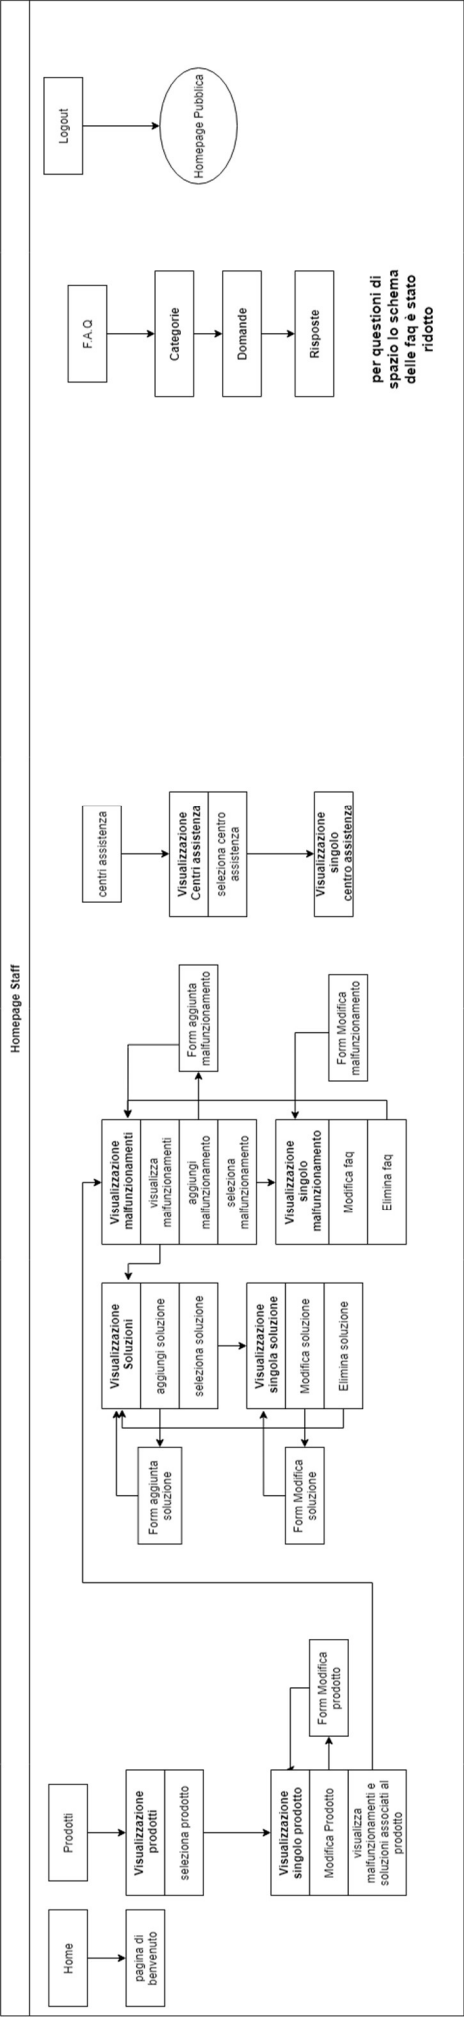 Homepage Staff
Home
pagina di
benvenuto
Prodotti
Visualizzazione
prodotti
seleziona prodotto
Visualizzazione
singolo prodotto
Modifica Prodotto
visualizza
malfunzionamenti e
soluzioni associati al
prodotto
Form Modifica
prodotto
Form aggiunta
soluzione
Form Modifica
soluzione
Visualizzazione
Soluzioni
aggiungi soluzione
seleziona soluzione
Visualizzazione
singola soluzione
Modifica soluzione
Elimina soluzione
Visualizzazione
malfunzionamenti
visualizza
malfunzionamenti
aggiungi
malfunzionamento
seleziona
malfunzionamento
Visualizzazione
singolo
malfunzionamento
Modifica faq
Elimina faq
Form aggiunta
malfunzionamento
Form Modifica
malfunzionamento
centri assistenza
Visualizzazione
Centri assistenza
seleziona centro
assistenza
Visualizzazione
singolo
centro assistenza
F.A.Q
Categorie
Domande
Risposte
per questioni di
spazio lo schema
delle faq è stato
ridotto
Logout
Homepage Pubblica